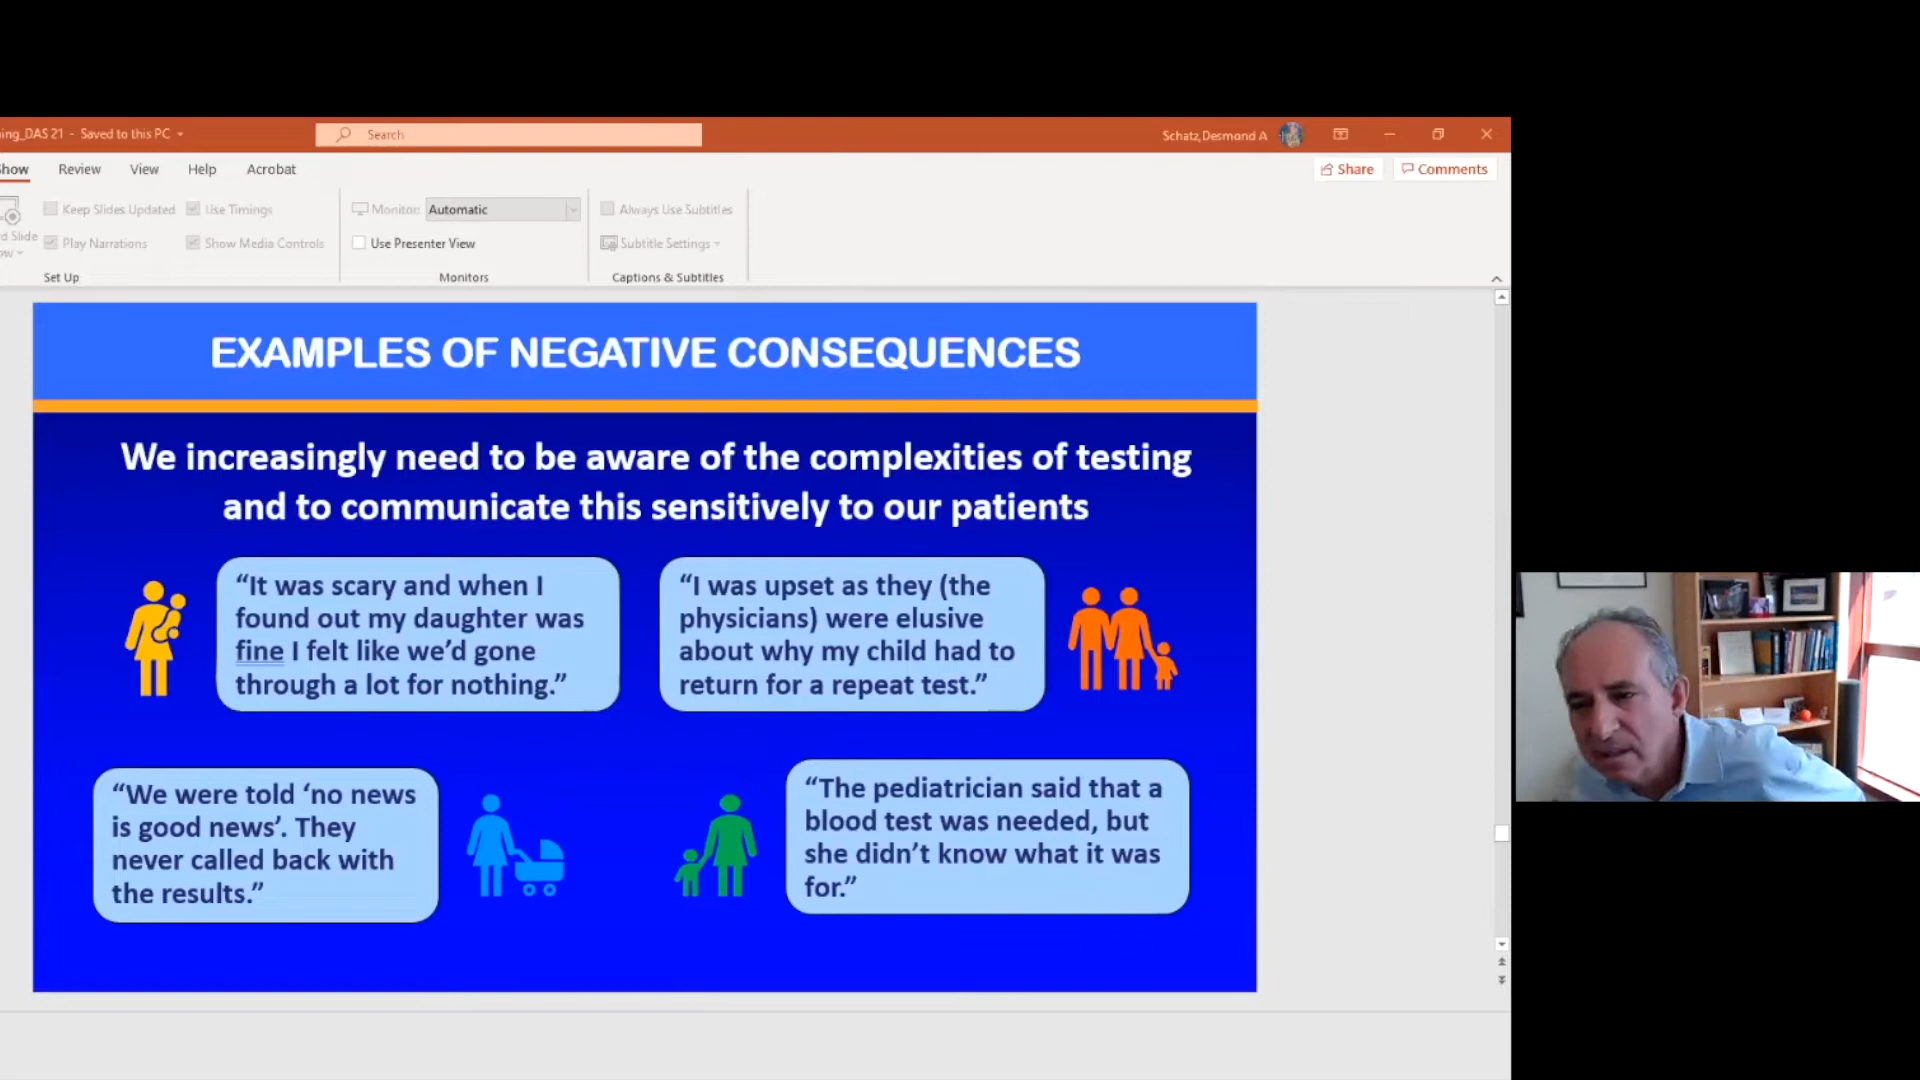 ing_DAS 21 - Saved to this PC
Search
Schatz,Desmond A
Show
Review
View
Help
Acrobat
Share
Comments
Keep Slides Updated
Use Timings
Monitor:
Automatic
Always Use Subtitles
d Slide
ow
Play Narrations
Show Media Controls
Use Presenter View
Subtitle Settings
Set Up
Monitors
Captions & Subtitles
EXAMPLES OF NEGATIVE CONSEQUENCES
We increasingly need to be aware of the complexities of testing
and to communicate this sensitively to our patients
“It was scary and when I
found out my daughter was
fine I felt like we’d gone
through a lot for nothing.”
“I was upset as they (the
physicians) were elusive
about why my child had to
return for a repeat test.”
“We were told ‘no news
is good news’. They
never called back with
the results.”
“The pediatrician said that a
blood test was needed, but
she didn’t know what it was
for.”